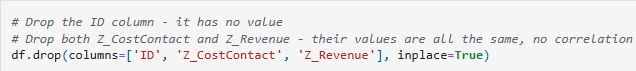 # Drop the ID column - it has no value
# Drop both Z_CostContact and Z_Revenue - their values are all the same, no correlation
df.drop(columns=['ID', 'Z_CostContact', 'Z_Revenue'], inplace=True)